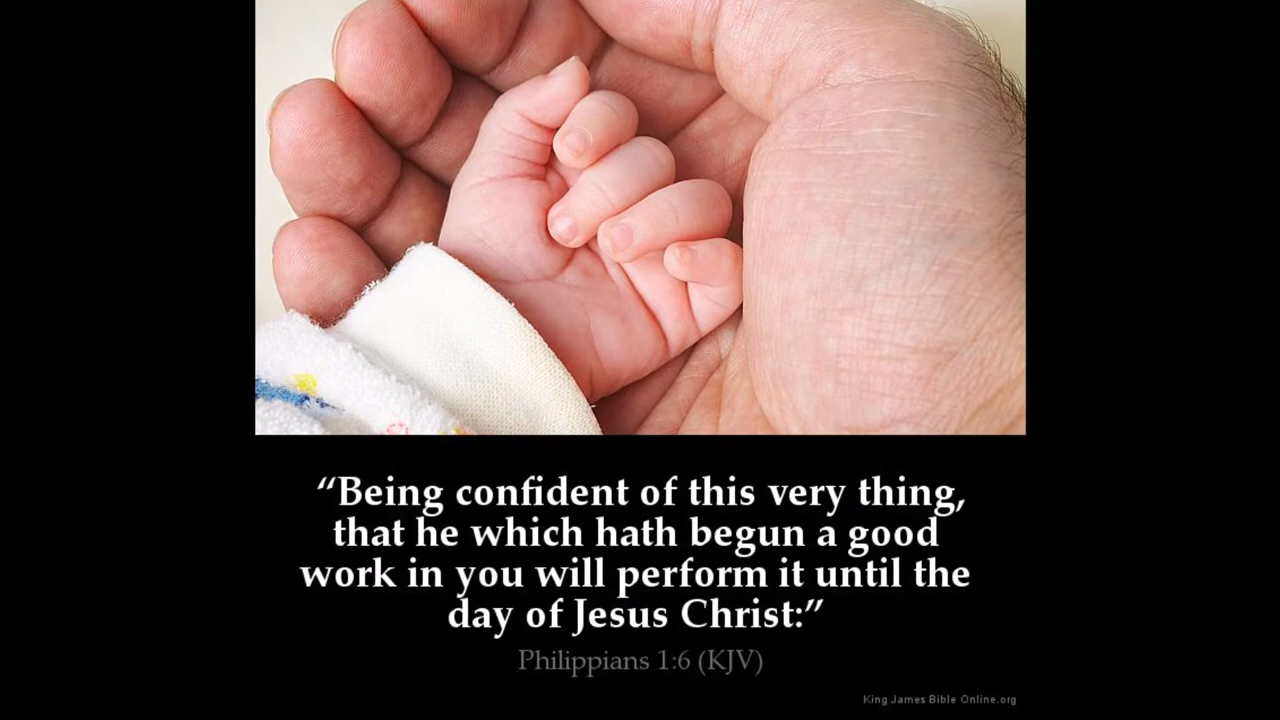 “Being confident of this very thing,
that he which hath begun a good
work in you will perform it until the
day of Jesus Christ:”
Philippians 1:6 (KJV)
King James Bible Online.org